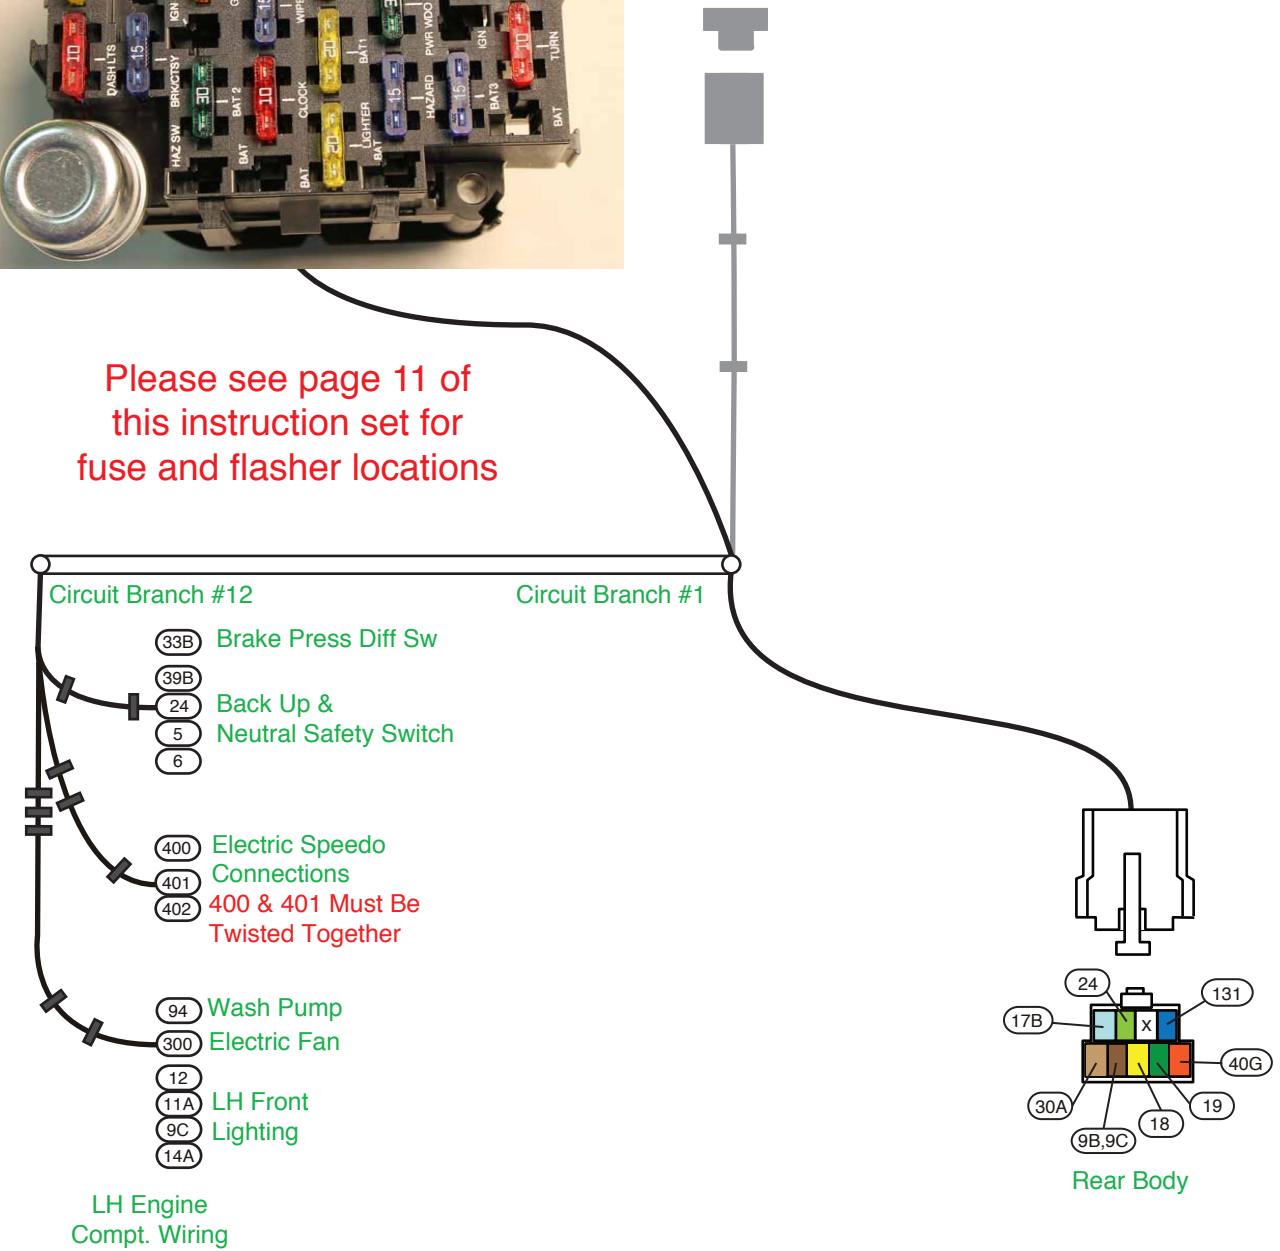 10
DASH LTS
15
BRK/CTSY
IGN
15
WIPE
20
BAT1
PWR WDO
IGN
10
TURN
HAZ SW
30
BAT 2
10
CLOCK
LIGHTER
15
HAZARD
15
BAT3
BAT
BAT
BAT
20
BAT
Please see page 11 of
this instruction set for
fuse and flasher locations
Circuit Branch #12
Circuit Branch #1
33B Brake Press Diff Sw
39B
24 Back Up &
5 Neutral Safety Switch
6
400 Electric Speedo
401 Connections
402 400 & 401 Must Be
Twisted Together
94 Wash Pump
300 Electric Fan
12
11A LH Front
9C Lighting
14A
LH Engine
Compt. Wiring
24
131
17B
X
40G
30A
19
18
9B,9C
Rear Body